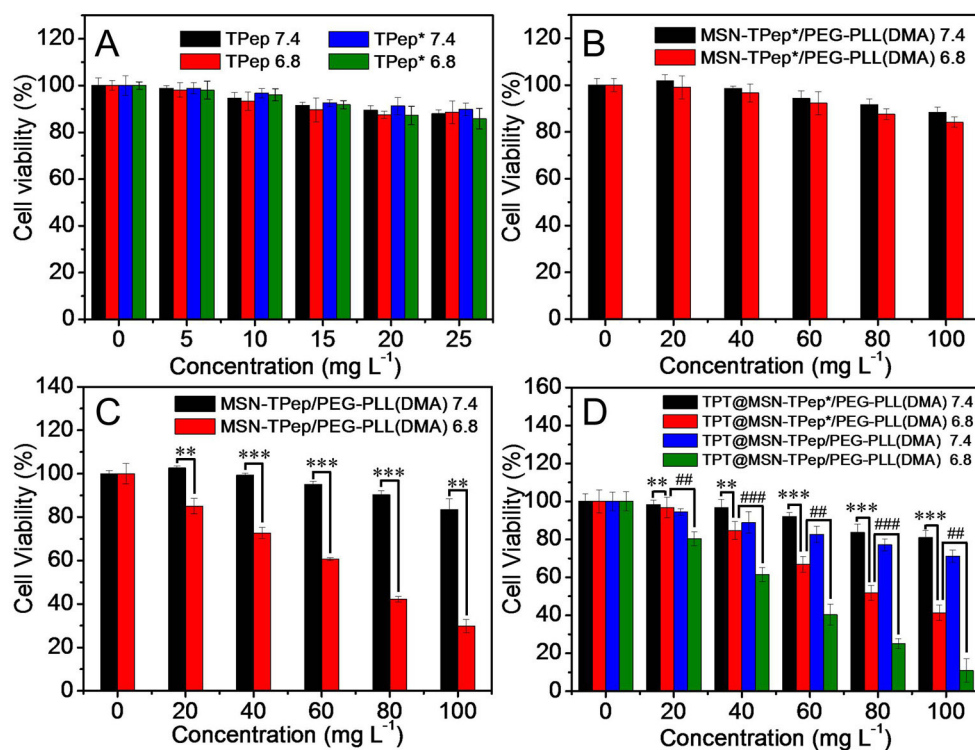 A
TPep 7.4
TPep* 7.4
TPep 6.8
TPep* 6.8
Cell viability (%)
120
100
80
60
40
20
0
0 5 10 15 20 25
Concentration (mg L⁻¹)
B
MSN-TPep*/PEG-PLL(DMA) 7.4
MSN-TPep*/PEG-PLL(DMA) 6.8
Cell Viability (%)
120
100
80
60
40
20
0
0 20 40 60 80 100
Concentration (mg L⁻¹)
C
MSN-TPep/PEG-PLL(DMA) 7.4
MSN-TPep/PEG-PLL(DMA) 6.8
Cell Viability (%)
140
120
100
80
60
40
20
0
** *** *** *** **
0 20 40 60 80 100
Concentration (mg L⁻¹)
D
TPT@MSN-TPep*/PEG-PLL(DMA) 7.4
TPT@MSN-TPep*/PEG-PLL(DMA) 6.8
TPT@MSN-TPep/PEG-PLL(DMA) 7.4
TPT@MSN-TPep/PEG-PLL(DMA) 6.8
Cell Viability (%)
160
140
120
100
80
60
40
20
0
** ## ** ### *** ## *** ### *** ##
0 20 40 60 80 100
Concentration (mg L⁻¹)